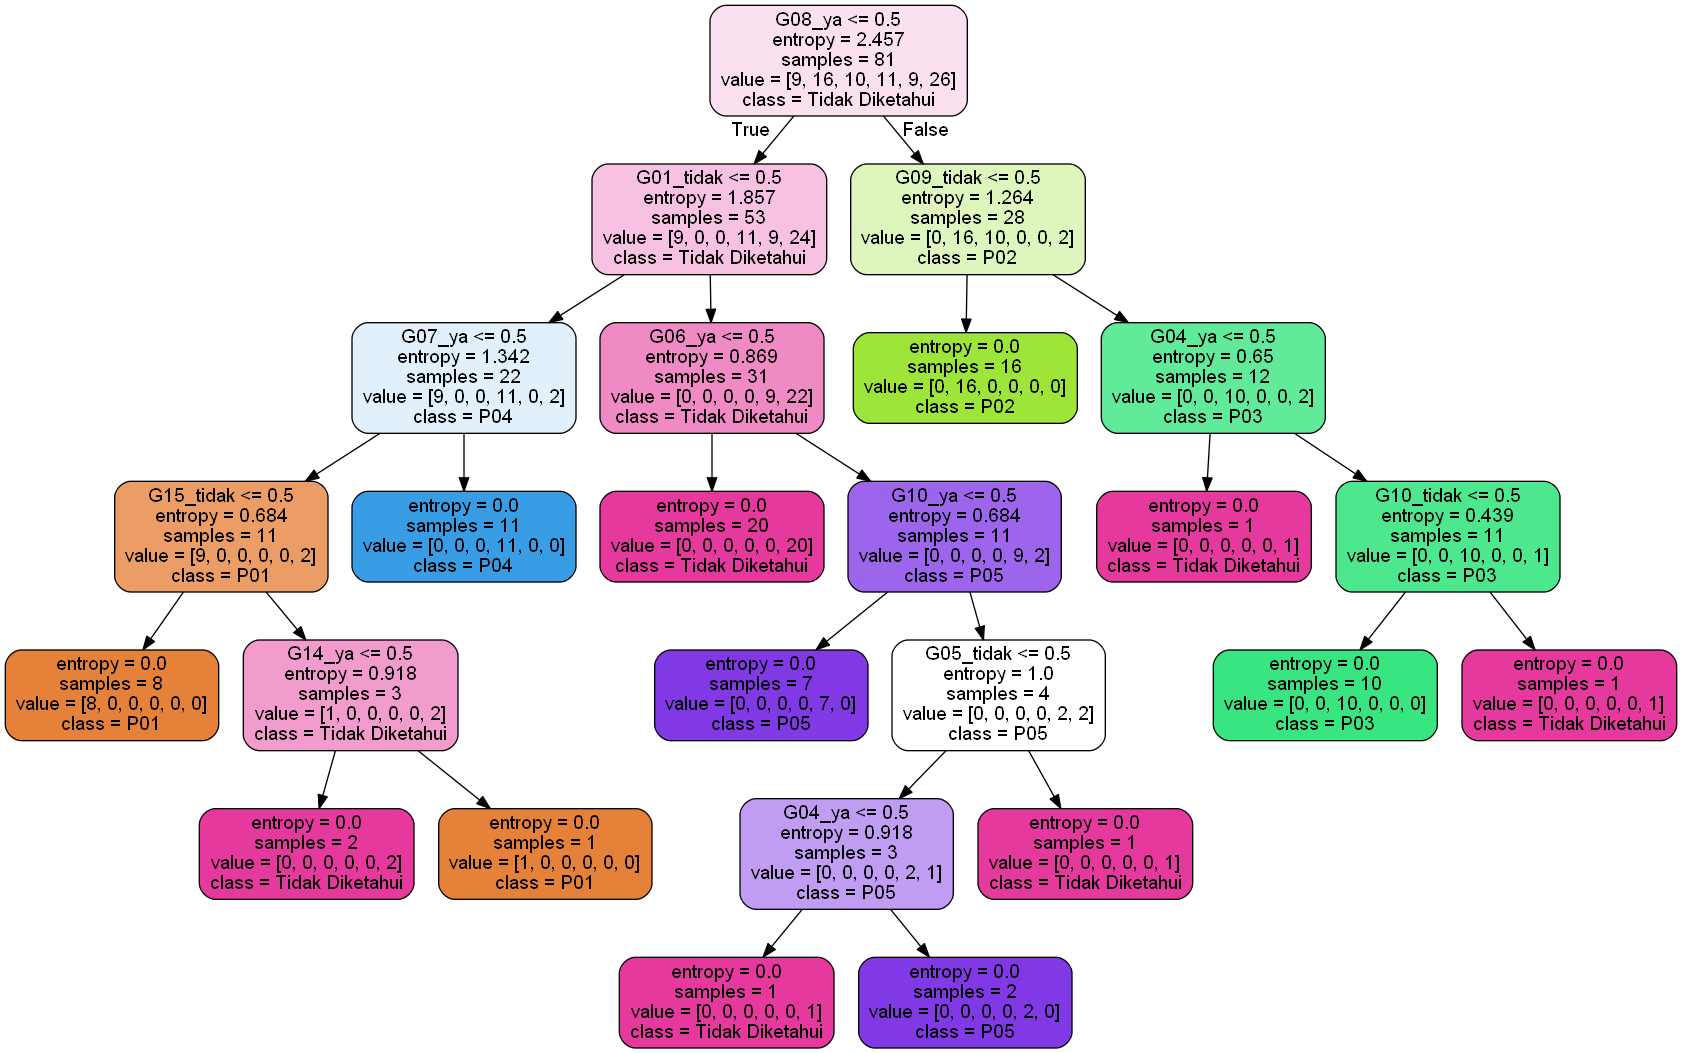 G08_ya <= 0.5
entropy = 2.457
samples = 81
value = [9, 16, 10, 11, 9, 26]
class = Tidak Diketahui
True
False
G01_tidak <= 0.5
entropy = 1.857
samples = 53
value = [9, 0, 0, 11, 9, 24]
class = Tidak Diketahui
G09_tidak <= 0.5
entropy = 1.264
samples = 28
value = [0, 16, 10, 0, 0, 2]
class = P02
G07_ya <= 0.5
entropy = 1.342
samples = 22
value = [9, 0, 0, 11, 0, 2]
class = P04
G06_ya <= 0.5
entropy = 0.869
samples = 31
value = [0, 0, 0, 0, 9, 22]
class = Tidak Diketahui
entropy = 0.0
samples = 16
value = [0, 16, 0, 0, 0, 0]
class = P02
G04_ya <= 0.5
entropy = 0.65
samples = 12
value = [0, 0, 10, 0, 0, 2]
class = P03
G15_tidak <= 0.5
entropy = 0.684
samples = 11
value = [9, 0, 0, 0, 0, 2]
class = P01
entropy = 0.0
samples = 11
value = [0, 0, 0, 11, 0, 0]
class = P04
entropy = 0.0
samples = 20
value = [0, 0, 0, 0, 0, 20]
class = Tidak Diketahui
G10_ya <= 0.5
entropy = 0.684
samples = 11
value = [0, 0, 0, 0, 9, 2]
class = P05
entropy = 0.0
samples = 1
value = [0, 0, 0, 0, 0, 1]
class = Tidak Diketahui
G10_tidak <= 0.5
entropy = 0.439
samples = 11
value = [0, 0, 10, 0, 0, 1]
class = P03
entropy = 0.0
samples = 8
value = [8, 0, 0, 0, 0, 0]
class = P01
G14_ya <= 0.5
entropy = 0.918
samples = 3
value = [1, 0, 0, 0, 0, 2]
class = Tidak Diketahui
entropy = 0.0
samples = 7
value = [0, 0, 0, 0, 7, 0]
class = P05
G05_tidak <= 0.5
entropy = 1.0
samples = 4
value = [0, 0, 0, 0, 2, 2]
class = P05
entropy = 0.0
samples = 10
value = [0, 0, 10, 0, 0, 0]
class = P03
entropy = 0.0
samples = 1
value = [0, 0, 0, 0, 0, 1]
class = Tidak Diketahui
entropy = 0.0
samples = 2
value = [0, 0, 0, 0, 0, 2]
class = Tidak Diketahui
entropy = 0.0
samples = 1
value = [1, 0, 0, 0, 0, 0]
class = P01
G04_ya <= 0.5
entropy = 0.918
samples = 3
value = [0, 0, 0, 0, 2, 1]
class = P05
entropy = 0.0
samples = 1
value = [0, 0, 0, 0, 0, 1]
class = Tidak Diketahui
entropy = 0.0
samples = 1
value = [0, 0, 0, 0, 0, 1]
class = Tidak Diketahui
entropy = 0.0
samples = 2
value = [0, 0, 0, 0, 2, 0]
class = P05